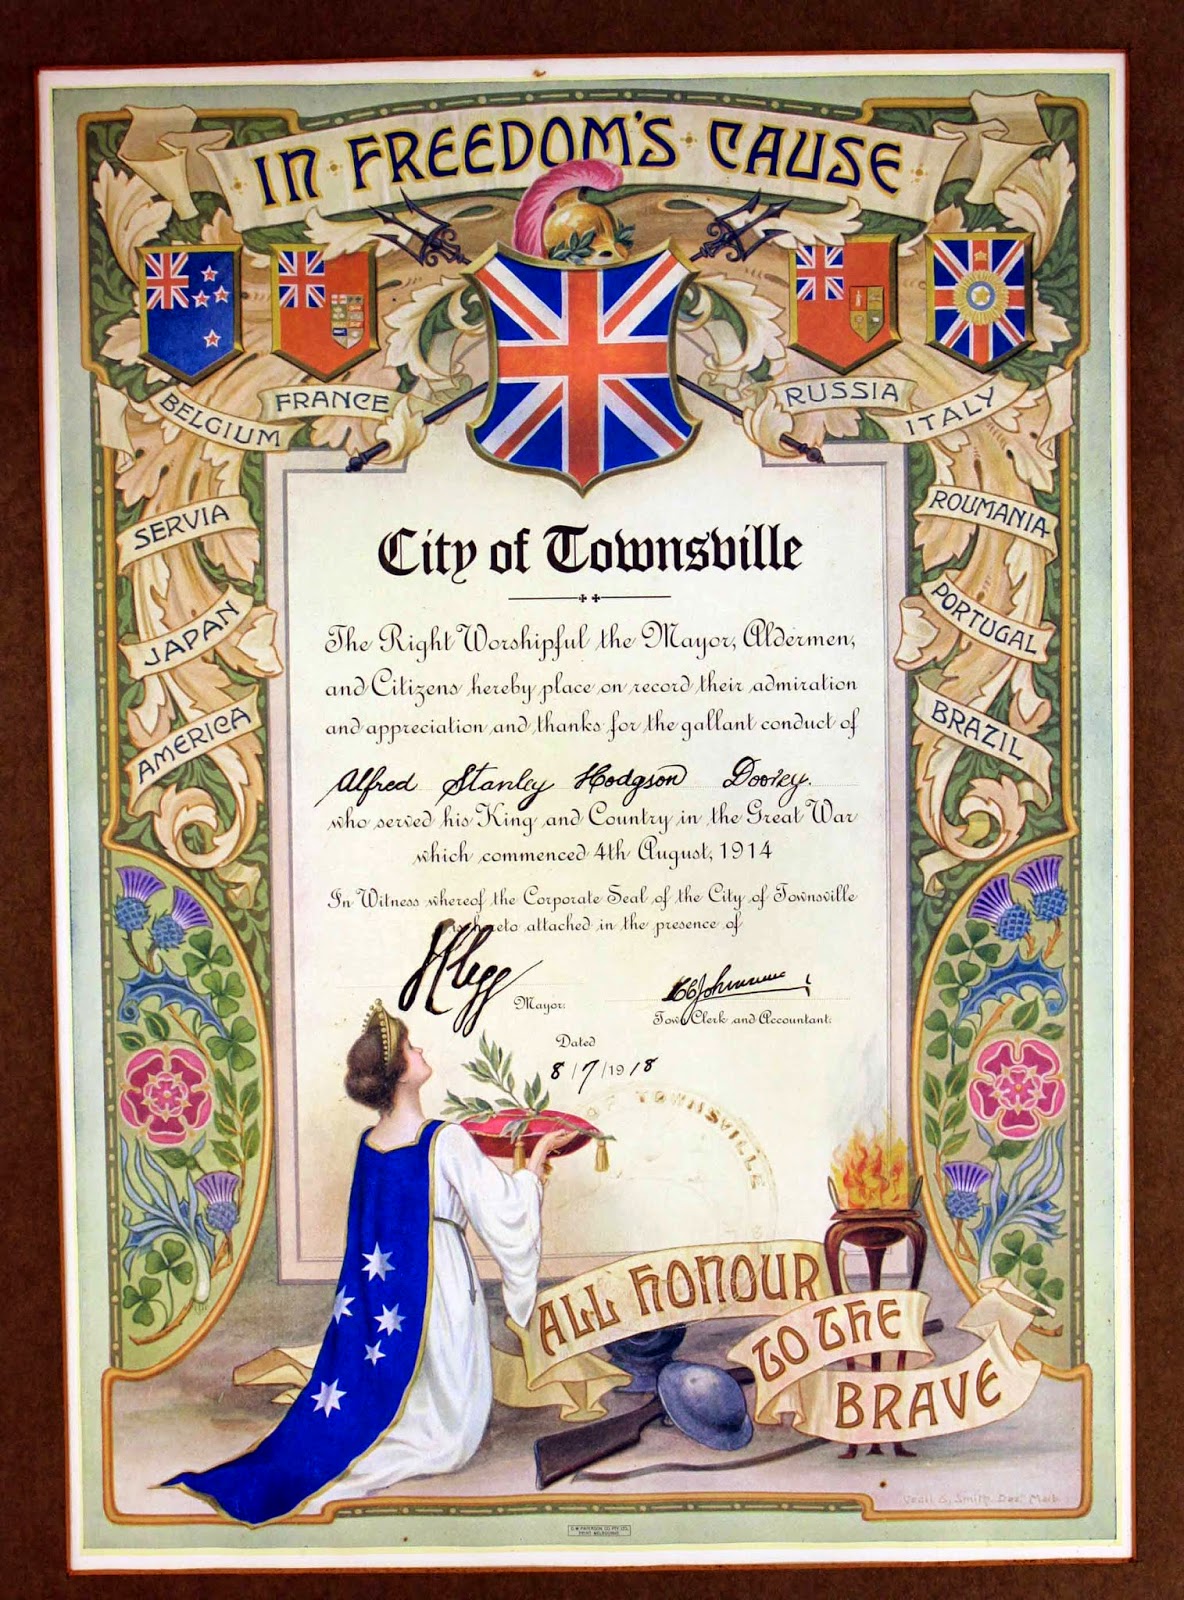 IN FREEDOM'S CAUSE
BELGIUM
FRANCE
RUSSIA
ITALY
SERVIA
ROUMANIA
JAPAN
PORTUGAL
AMERICA
BRAZIL
City of Townsville
The Right Worshipful the Mayor, Aldermen,
and Citizens hereby place on record their admiration
and appreciation and thanks for the gallant conduct of
Alfred Stanley Hodgson Dooley.
who served his King and Country in the Great War
which commenced 4th August, 1914
In Witness whereof the Corporate Seal of the City of Townsville
is hereto attached in the presence of
Mayor.
Town Clerk and Accountant.
Dated
8/7/1918
OF TOWNSVILLE
ALL HONOUR
TO THE
BRAVE
Smith